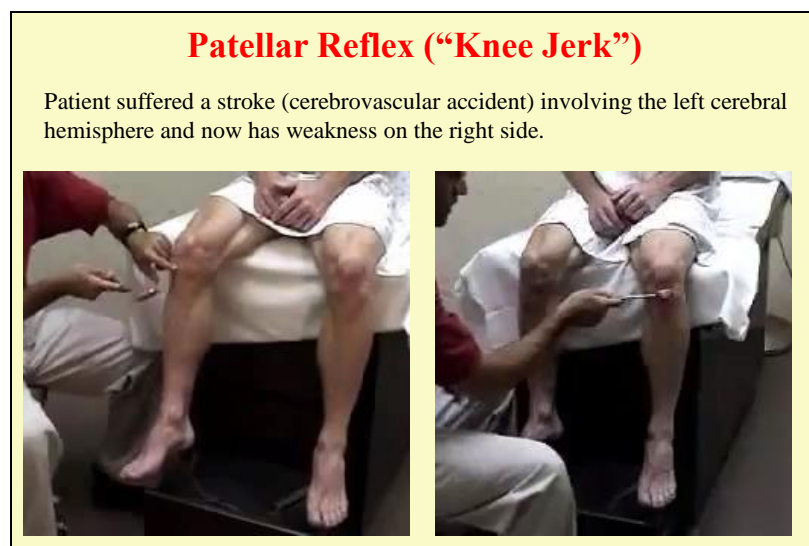 Patellar Reflex (“Knee Jerk”)
Patient suffered a stroke (cerebrovascular accident) involving the left cerebral
hemisphere and now has weakness on the right side.